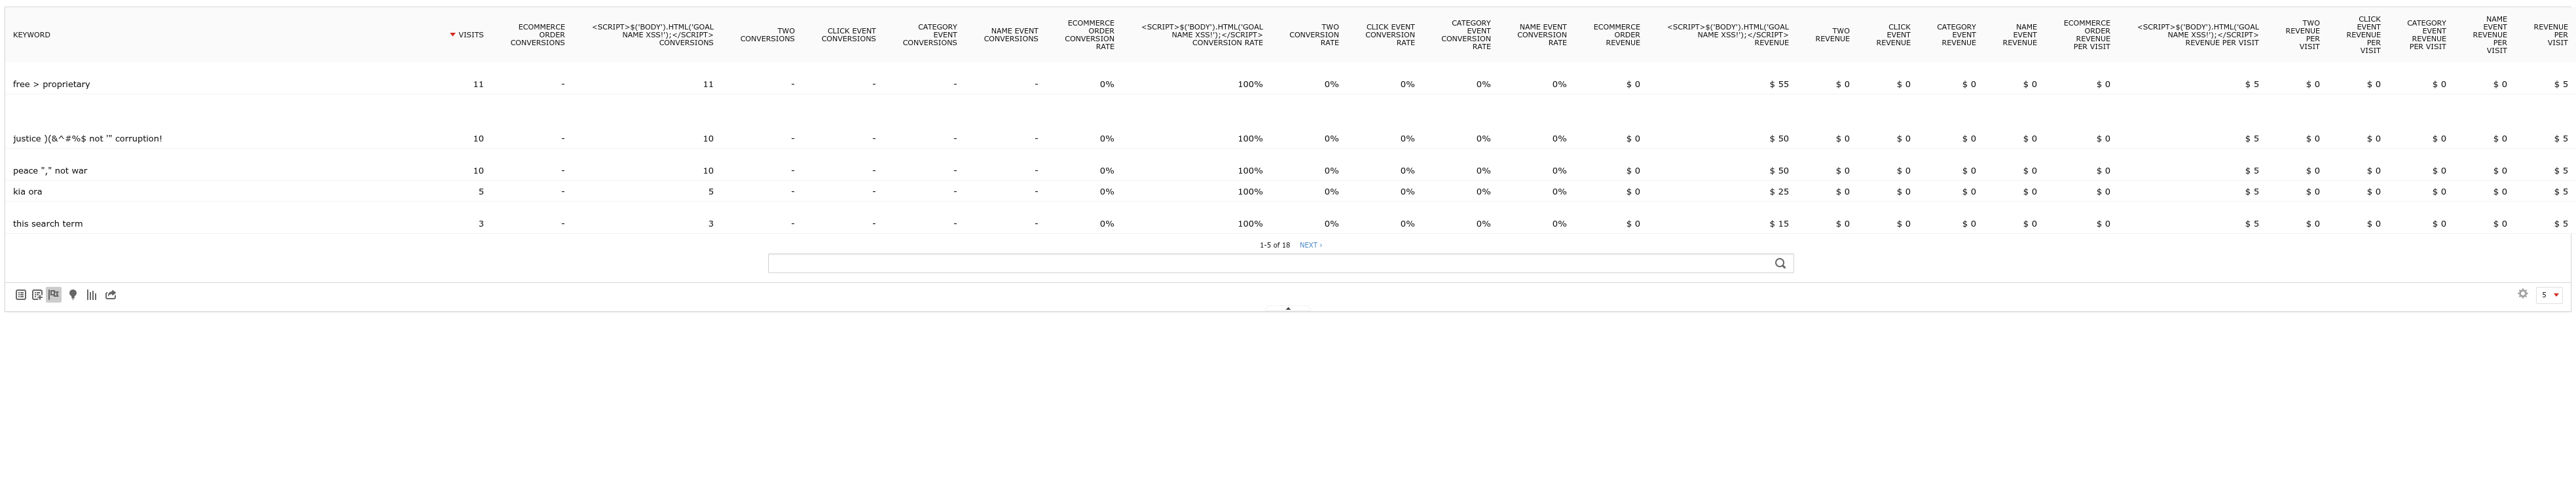 KEYWORD VISITS ECOMMERCE ORDER CONVERSIONS <SCRIPT>$('BODY').HTML('GOAL NAME XSS!');</SCRIPT> CONVERSIONS TWO CONVERSIONS CLICK EVENT CONVERSIONS CATEGORY EVENT CONVERSIONS NAME EVENT CONVERSIONS ECOMMERCE ORDER CONVERSION RATE <SCRIPT>$('BODY').HTML('GOAL NAME XSS!');</SCRIPT> CONVERSION RATE TWO CONVERSION RATE CLICK EVENT CONVERSION RATE CATEGORY EVENT CONVERSION RATE NAME EVENT CONVERSION RATE ECOMMERCE ORDER REVENUE <SCRIPT>$('BODY').HTML('GOAL NAME XSS!');</SCRIPT> REVENUE TWO REVENUE CLICK EVENT REVENUE CATEGORY EVENT REVENUE NAME EVENT REVENUE ECOMMERCE ORDER REVENUE PER VISIT <SCRIPT>$('BODY').HTML('GOAL NAME XSS!');</SCRIPT> REVENUE PER VISIT TWO REVENUE PER VISIT CLICK EVENT REVENUE PER VISIT CATEGORY EVENT REVENUE PER VISIT NAME EVENT REVENUE PER VISIT REVENUE PER VISIT
free > proprietary 11 - 11 - - - - 0% 100% 0% 0% 0% 0% $ 0 $ 55 $ 0 $ 0 $ 0 $ 0 $ 0 $ 5 $ 0 $ 0 $ 0 $ 0 $ 5
justice )(&^#%$ not '" corruption! 10 - 10 - - - - 0% 100% 0% 0% 0% 0% $ 0 $ 50 $ 0 $ 0 $ 0 $ 0 $ 0 $ 5 $ 0 $ 0 $ 0 $ 0 $ 5
peace "," not war 10 - 10 - - - - 0% 100% 0% 0% 0% 0% $ 0 $ 50 $ 0 $ 0 $ 0 $ 0 $ 0 $ 5 $ 0 $ 0 $ 0 $ 0 $ 5
kia ora 5 - 5 - - - - 0% 100% 0% 0% 0% 0% $ 0 $ 25 $ 0 $ 0 $ 0 $ 0 $ 0 $ 5 $ 0 $ 0 $ 0 $ 0 $ 5
this search term 3 - 3 - - - - 0% 100% 0% 0% 0% 0% $ 0 $ 15 $ 0 $ 0 $ 0 $ 0 $ 0 $ 5 $ 0 $ 0 $ 0 $ 0 $ 5
1-5 of 18 NEXT ›
5